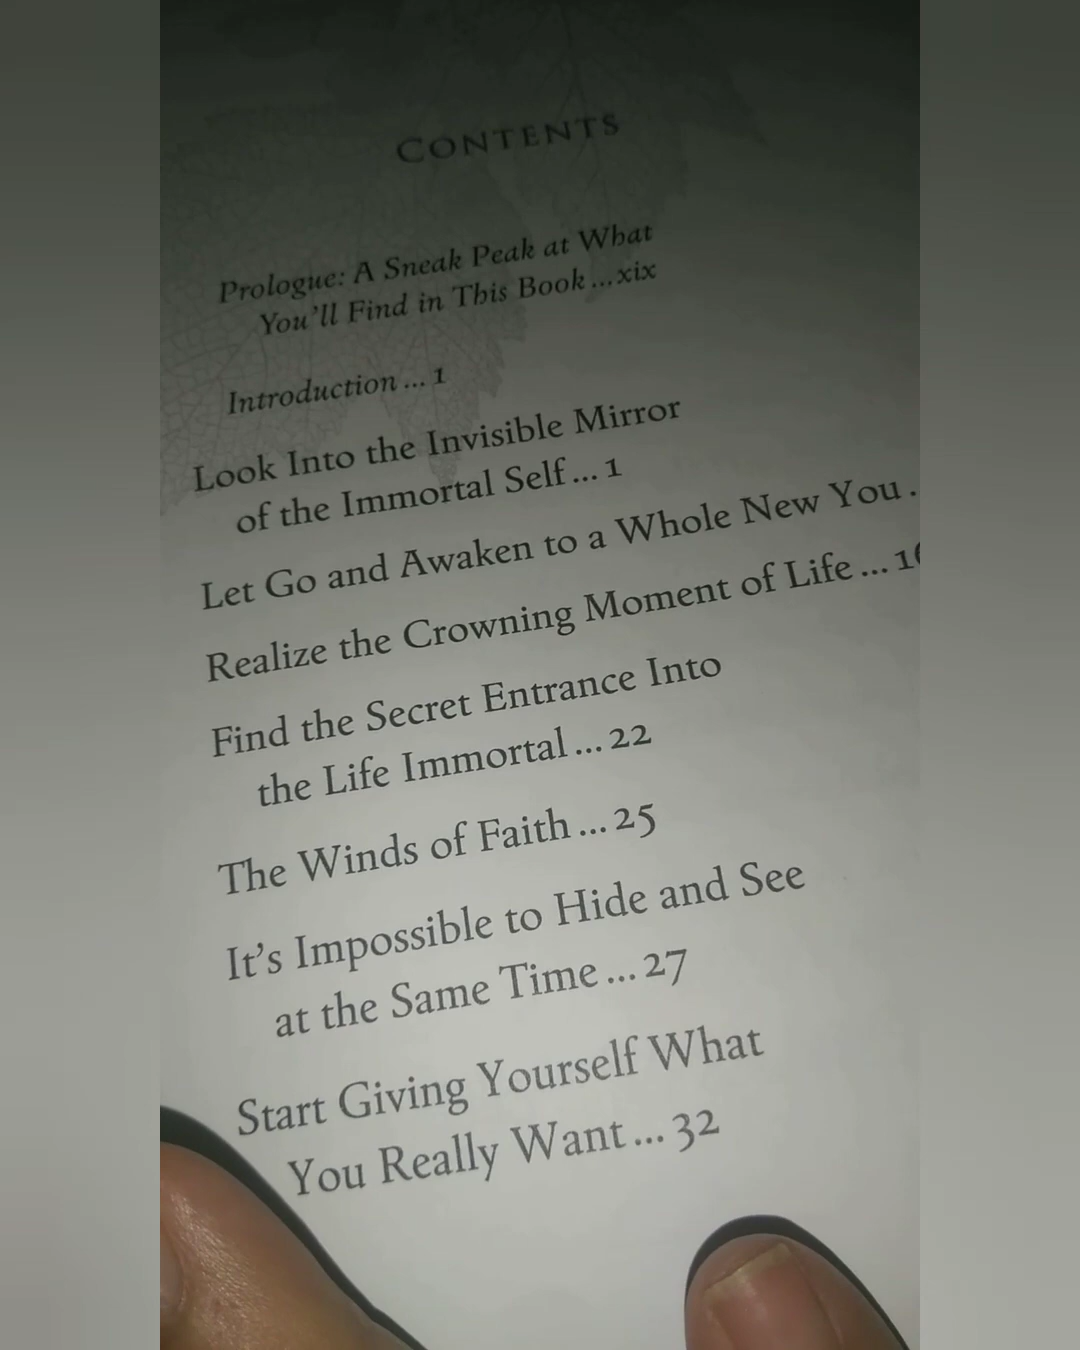 CONTENTS
Prologue: A Sneak Peak at What
You'll Find in This Book ... xix
Introduction ... 1
Look Into the Invisible Mirror
of the Immortal Self ... 1
Let Go and Awaken to a Whole New You .
Realize the Crowning Moment of Life ...
Find the Secret Entrance Into
the Life Immortal ... 22
The Winds of Faith ... 25
It's Impossible to Hide and See
at the Same Time ... 27
Start Giving Yourself What
You Really Want ... 32